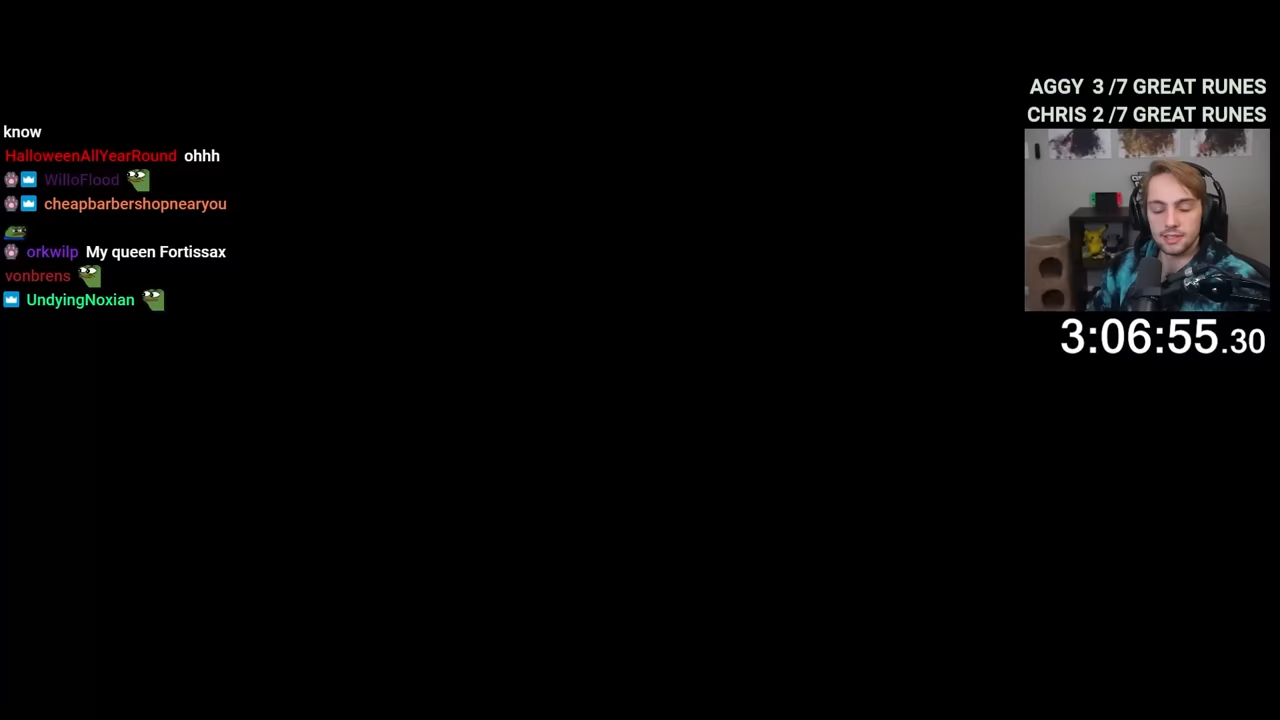 AGGY 3 /7 GREAT RUNES
CHRIS 2 /7 GREAT RUNES
know
HalloweenAllYearRound ohhh
WilloFlood
cheapbarbershopnearyou
orkwilp My queen Fortissax
vonbrens
UndyingNoxian
3:06:55.30